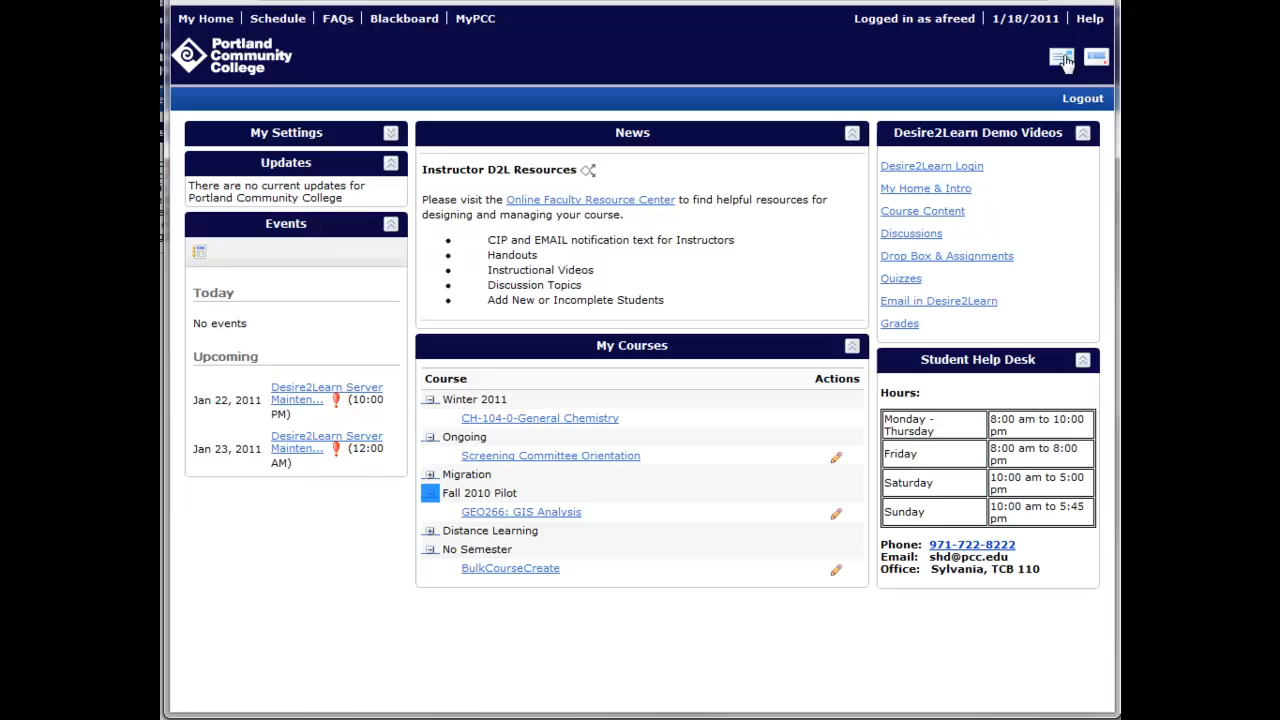 My Home Schedule FAQs Blackboard MyPCC
Logged in as afreed 1/18/2011 Help
Portland
Community
College
Logout
My Settings
Updates
There are no current updates for
Portland Community College
Events
Today
No events
Upcoming
Jan 22, 2011 Desire2Learn Server
Mainten... (10:00
PM)
Jan 23, 2011 Desire2Learn Server
Mainten... (12:00
AM)
News
Instructor D2L Resources
Please visit the Online Faculty Resource Center to find helpful resources for
designing and managing your course.
• CIP and EMAIL notification text for Instructors
• Handouts
• Instructional Videos
• Discussion Topics
• Add New or Incomplete Students
My Courses
Course Actions
Winter 2011
CH-104-0-General Chemistry
Ongoing
Screening Committee Orientation
Migration
Fall 2010 Pilot
GEO266: GIS Analysis
Distance Learning
No Semester
BulkCourseCreate
Desire2Learn Demo Videos
Desire2Learn Login
My Home & Intro
Course Content
Discussions
Drop Box & Assignments
Quizzes
Email in Desire2Learn
Grades
Student Help Desk
Hours:
Monday - Thursday 8:00 am to 10:00 pm
Friday 8:00 am to 8:00 pm
Saturday 10:00 am to 5:00 pm
Sunday 10:00 am to 5:45 pm
Phone: 971-722-8222
Email: shd@pcc.edu
Office: Sylvania, TCB 110